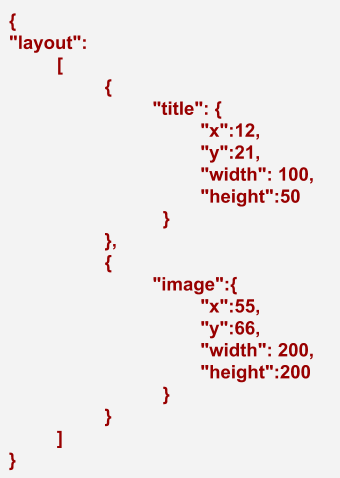 {
"layout":
[
{
"title": {
"x":12,
"y":21,
"width": 100,
"height":50
}
},
{
"image":{
"x":55,
"y":66,
"width": 200,
"height":200
}
}
]
}